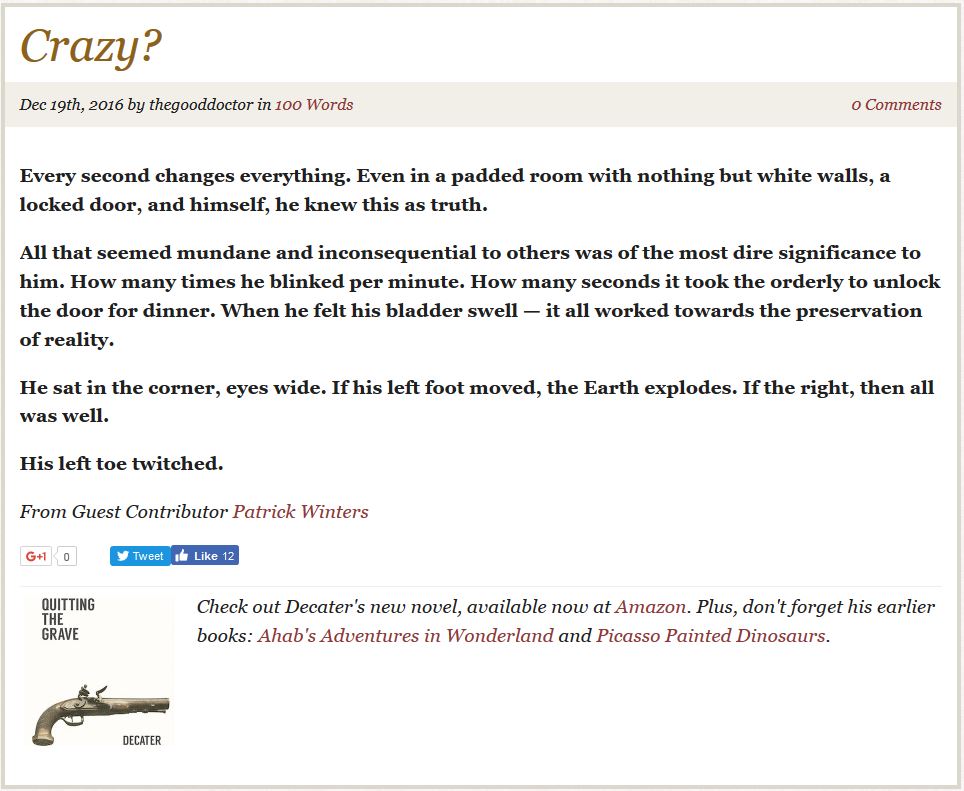 Crazy?
Dec 19th, 2016 by thegooddoctor in 100 Words
0 Comments
Every second changes everything. Even in a padded room with nothing but white walls, a
locked door, and himself, he knew this as truth.
All that seemed mundane and inconsequential to others was of the most dire significance to
him. How many times he blinked per minute. How many seconds it took the orderly to unlock
the door for dinner. When he felt his bladder swell — it all worked towards the preservation
of reality.
He sat in the corner, eyes wide. If his left foot moved, the Earth explodes. If the right, then all
was well.
His left toe twitched.
From Guest Contributor Patrick Winters
G+1 0 Tweet Like 12
QUITTING
THE
GRAVE
DECATER
Check out Decater's new novel, available now at Amazon. Plus, don't forget his earlier
books: Ahab's Adventures in Wonderland and Picasso Painted Dinosaurs.